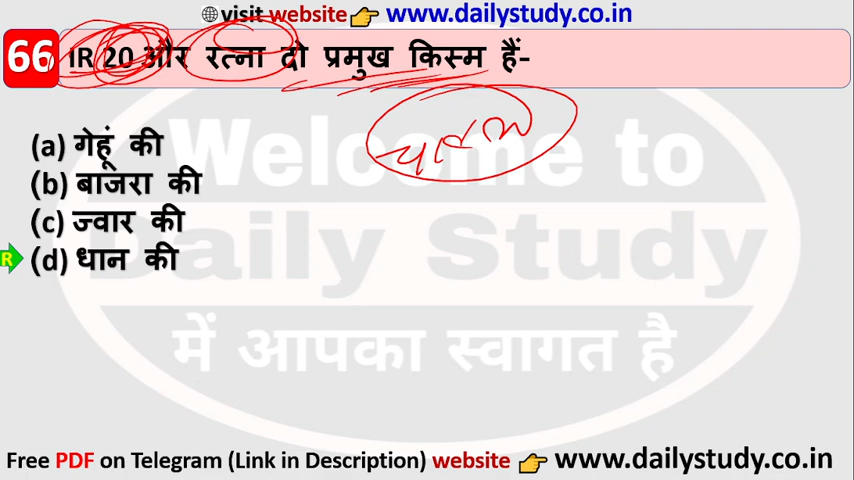 visit website 👉 www.dailystudy.co.in
66 IR 20 और रत्ना दो प्रमुख किस्म हैं-
चावल
(a) गेहूं की
(b) बाजरा की
(c) ज्वार की
R (d) धान की
Welcome to
Daily Study
में आपका स्वागत है
Free PDF on Telegram (Link in Description) website 👉 www.dailystudy.co.in